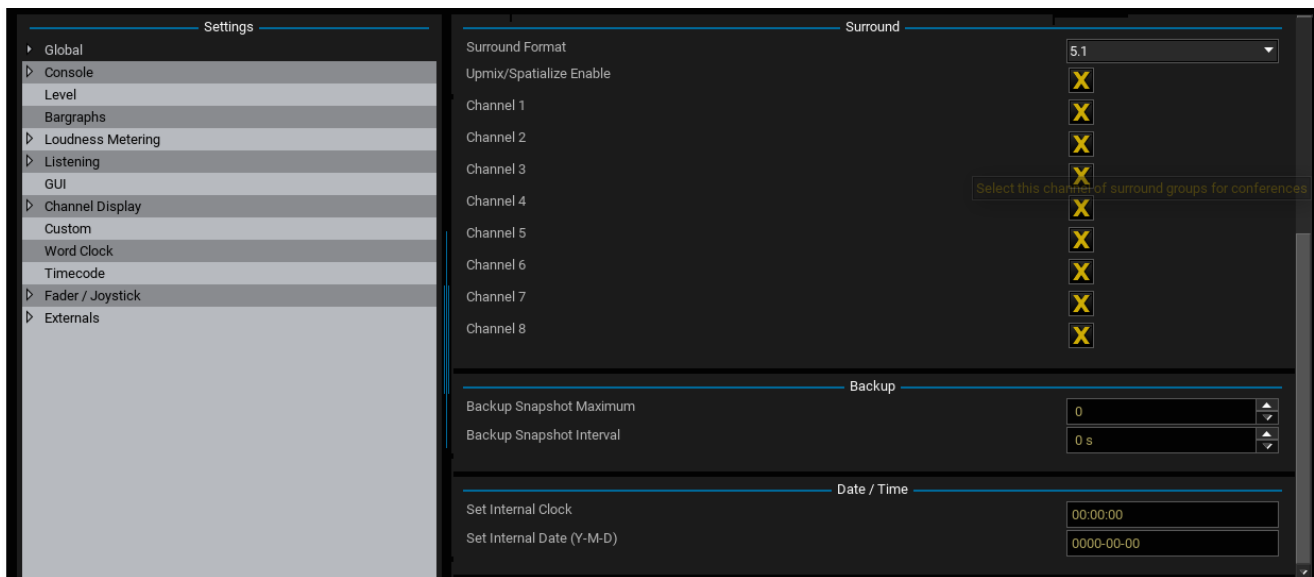 Settings
Global
Console
Level
Bargraphs
Loudness Metering
Listening
GUI
Channel Display
Custom
Word Clock
Timecode
Fader / Joystick
Externals
Surround
Surround Format
5.1
Upmix/Spatialize Enable
X
Channel 1
X
Channel 2
X
Channel 3
X
Select this channel of surround groups for conferences
Channel 4
X
Channel 5
X
Channel 6
X
Channel 7
X
Channel 8
X
Backup
Backup Snapshot Maximum
0
Backup Snapshot Interval
0 s
Date / Time
Set Internal Clock
00:00:00
Set Internal Date (Y-M-D)
0000-00-00